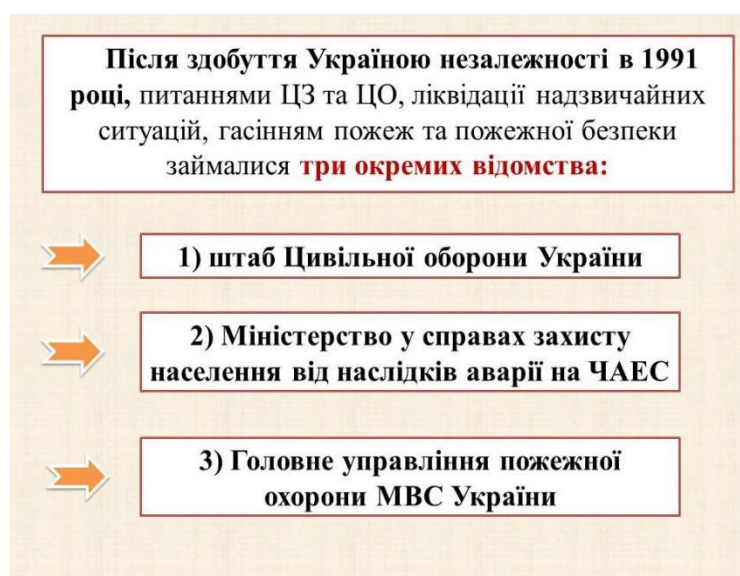 Після здобуття Україною незалежності в 1991
році, питаннями ЦЗ та ЦО, ліквідації надзвичайних
ситуацій, гасінням пожеж та пожежної безпеки
займалися три окремих відомства:
1) штаб Цивільної оборони України
2) Міністерство у справах захисту
населення від наслідків аварії на ЧАЕС
3) Головне управління пожежної
охорони МВС України